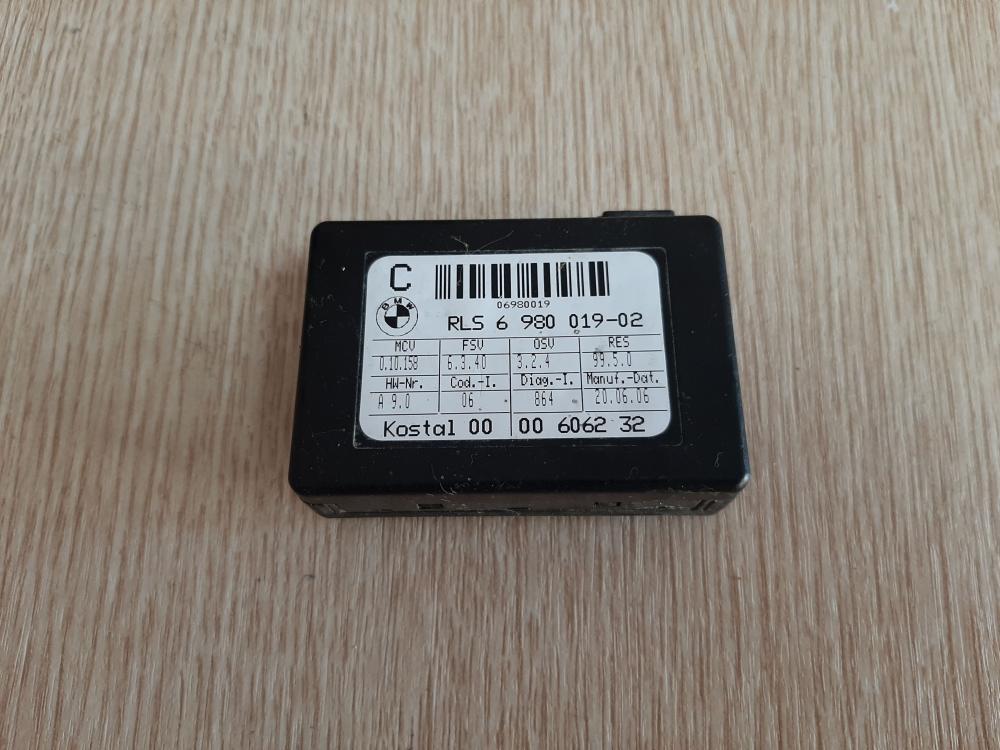 C
06980019
BMW
RLS 6 980 019-02
MCV FSV OSV RES
0.10.158 6.3.40 3.2.4 99.5.0
HW-Nr. Cod.-I. Diag.-I. Manuf.-Dat.
A 9.0 06 864 20.06.06
Kostal 00 00 6062 32